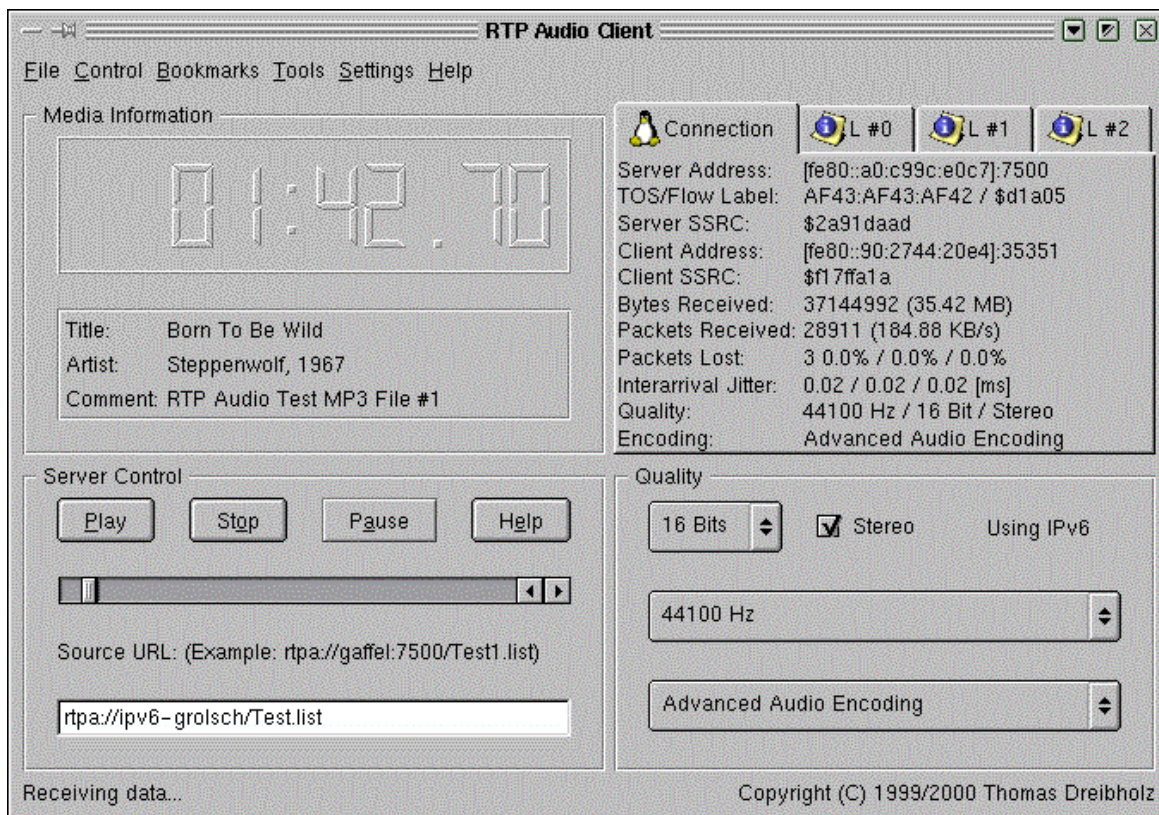 RTP Audio Client
File Control Bookmarks Tools Settings Help
Media Information
01:42.70
Title: Born To Be Wild
Artist: Steppenwolf, 1967
Comment: RTP Audio Test MP3 File #1
Connection L #0 L #1 L #2
Server Address: [fe80::a0:c99c:e0c7]:7500
TOS/Flow Label: AF43:AF43:AF42 / $d1a05
Server SSRC: $2a91daad
Client Address: [fe80::90:2744:20e4]:35351
Client SSRC: $f17ffa1a
Bytes Received: 37144992 (35.42 MB)
Packets Received: 28911 (184.88 KB/s)
Packets Lost: 3 0.0% / 0.0% / 0.0%
Interarrival Jitter: 0.02 / 0.02 / 0.02 [ms]
Quality: 44100 Hz / 16 Bit / Stereo
Encoding: Advanced Audio Encoding
Server Control
Play Stop Pause Help
Source URL: (Example: rtpa://gaffel:7500/Test1.list)
rtpa://ipv6-grolsch/Test.list
Quality
16 Bits Stereo Using IPv6
44100 Hz
Advanced Audio Encoding
Receiving data...
Copyright (C) 1999/2000 Thomas Dreibholz